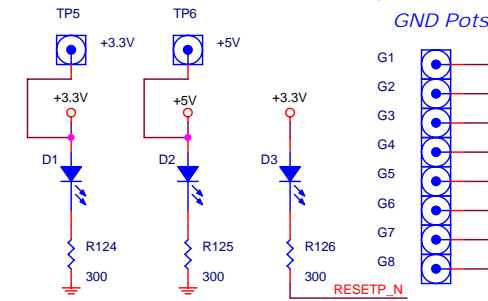 TP5 TP6 GND Pots
+3.3V +5V
G1
G2
+3.3V +5V +3.3V
G3
G4
D1 D2 D3
G5
G6
G7
R124 R125 R126
G8
300 300 300
RESETP_N